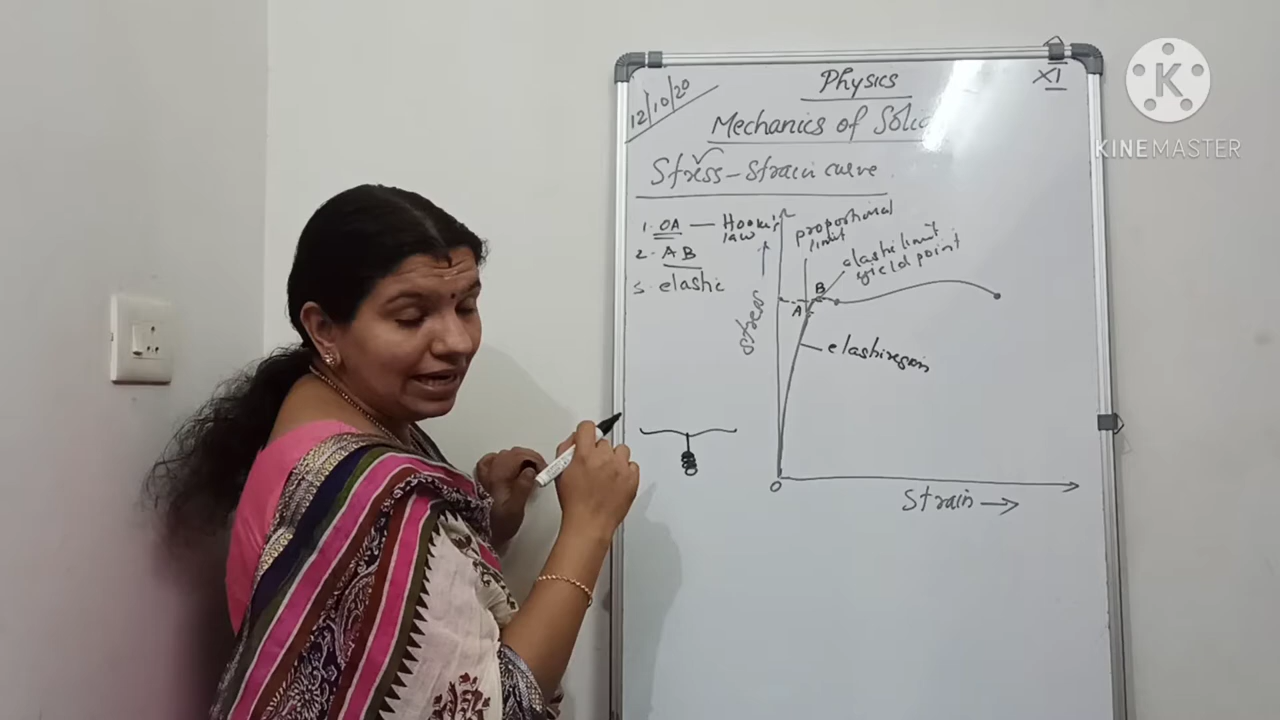 12/10/20
Physics
XI
Mechanics of Solid
Stress - Strain curve
1. OA — Hooke's
law
2. AB
3. elastic
proportional
limit
elastic limit
yield point
B
A
stress
elastic region
O
Strain →
K
KINEMASTER